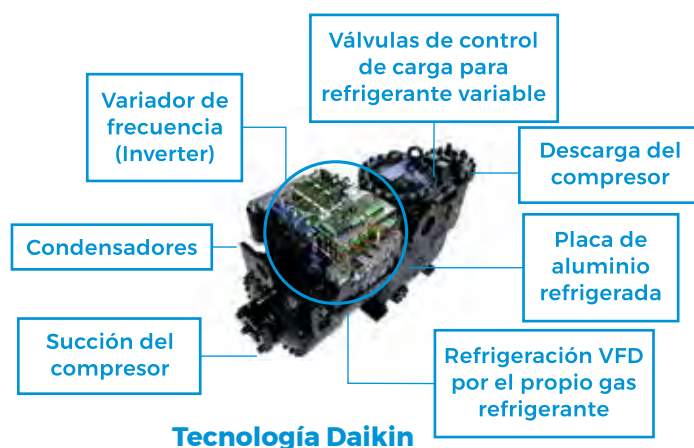 Válvulas de control
de carga para
refrigerante variable
Variador de
frecuencia
(Inverter)
Descarga del
compresor
Condensadores
Placa de
aluminio
refrigerada
Succión del
compresor
Refrigeración VFD
por el propio gas
refrigerante
Tecnología Daikin